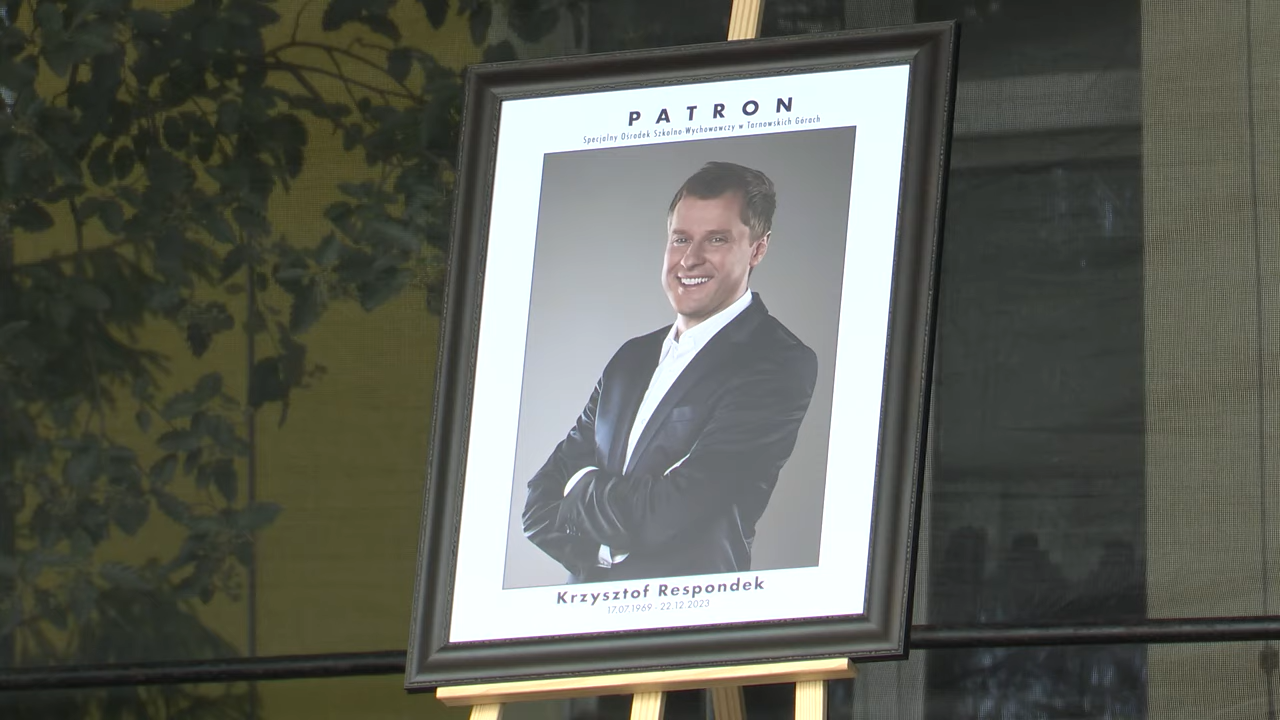 PATRON
Specjalny Ośrodek Szkolno-Wychowawczy w Tarnowskich Górach
Krzysztof Respondek
17.07.1969 - 22.12.2023